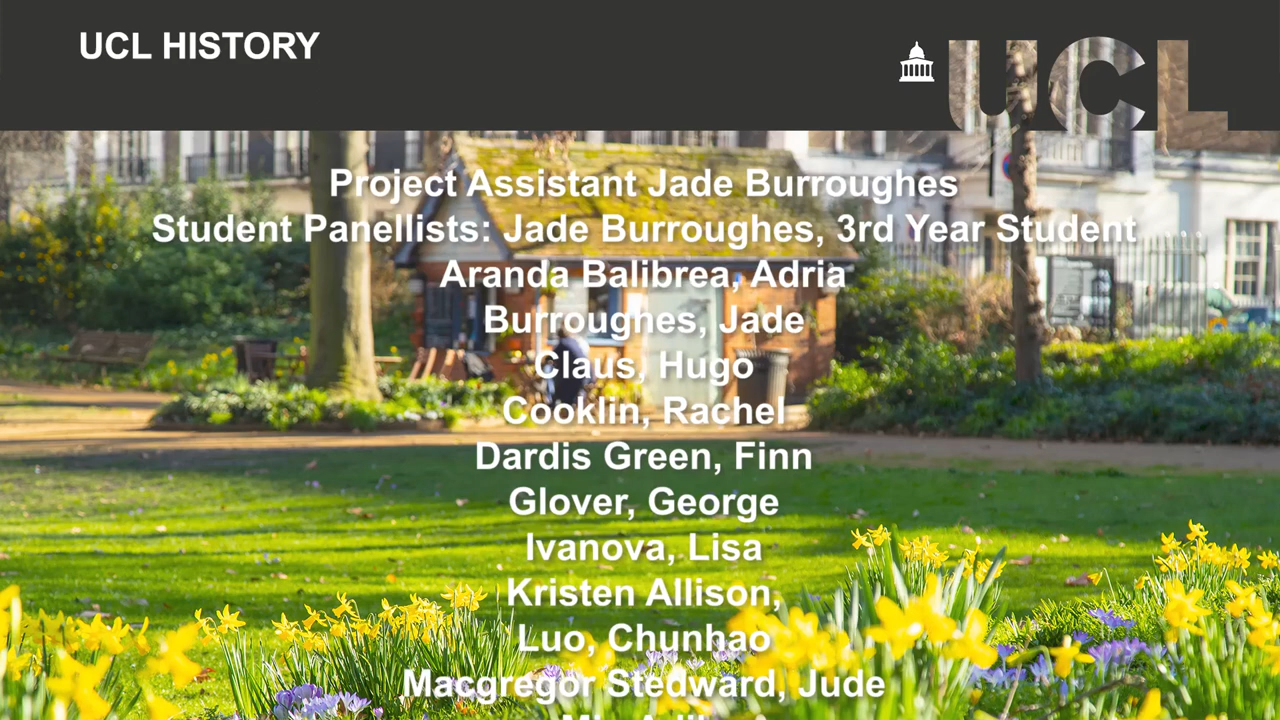 UCL HISTORY
UCL
Project Assistant Jade Burroughes
Student Panellists: Jade Burroughes, 3rd Year Student
Aranda Balibrea, Adria
Burroughes, Jade
Claus, Hugo
Cooklin, Rachel
Dardis Green, Finn
Glover, George
Ivanova, Lisa
Kristen Allison,
Luo, Chunhao
Macgregor Stedward, Jude